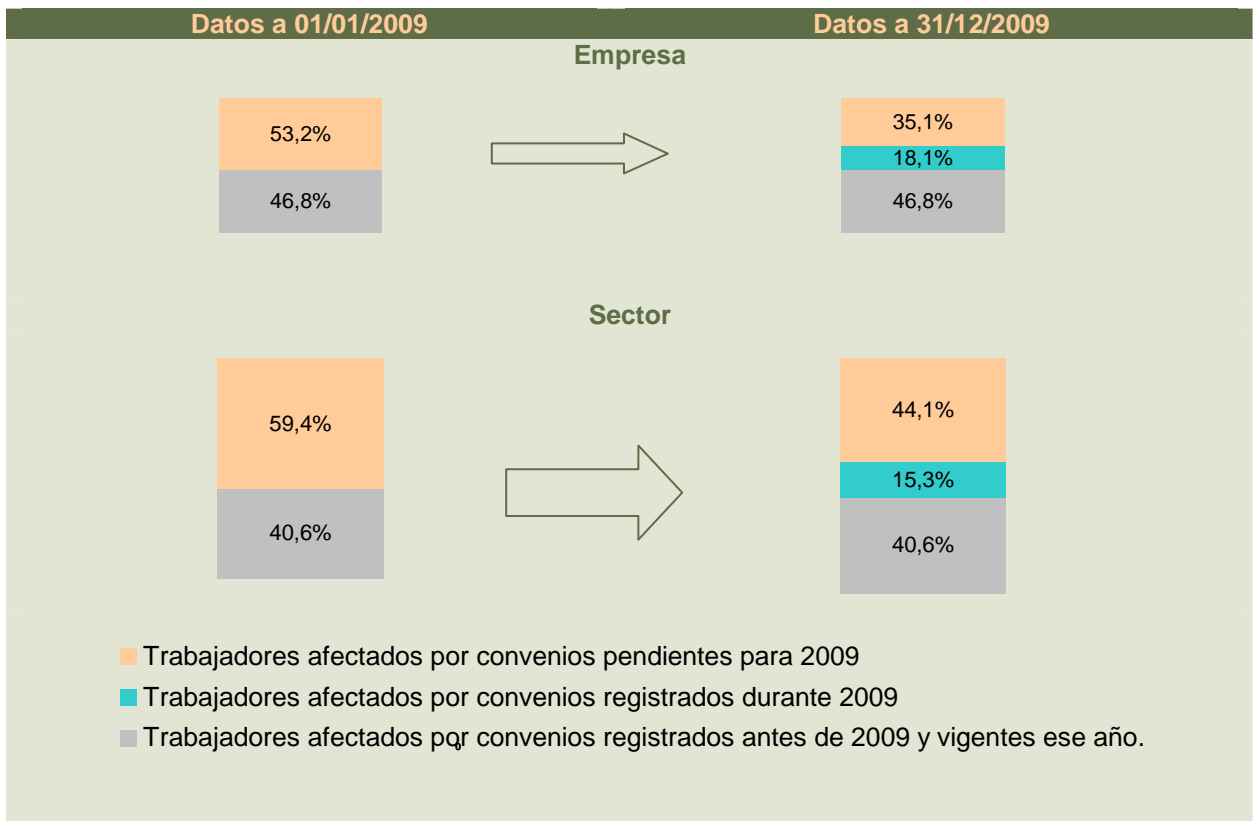 Datos a 01/01/2009 Datos a 31/12/2009
Empresa
53,2% 35,1%
18,1%
46,8% 46,8%
Sector
59,4% 44,1%
15,3%
40,6% 40,6%
Trabajadores afectados por convenios pendientes para 2009
Trabajadores afectados por convenios registrados durante 2009
Trabajadores afectados por convenios registrados antes de 2009 y vigentes ese año.